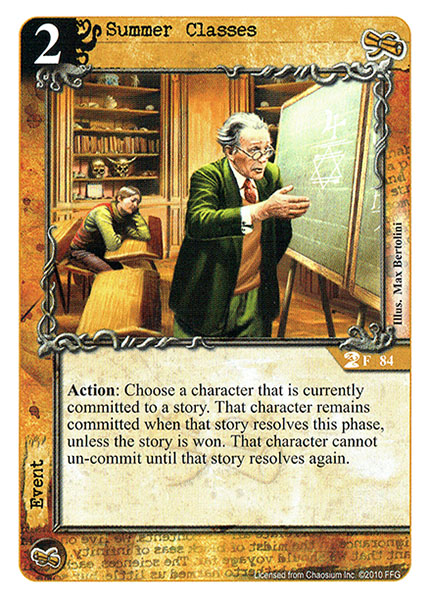 2
Summer Classes
Illus. Max Bertolini
F 84
Action: Choose a character that is currently
committed to a story. That character remains
committed when that story resolves this phase,
unless the story is won. That character cannot
un-commit until that story resolves again.
Event
Licensed from Chaosium Inc. ©2010 FFG